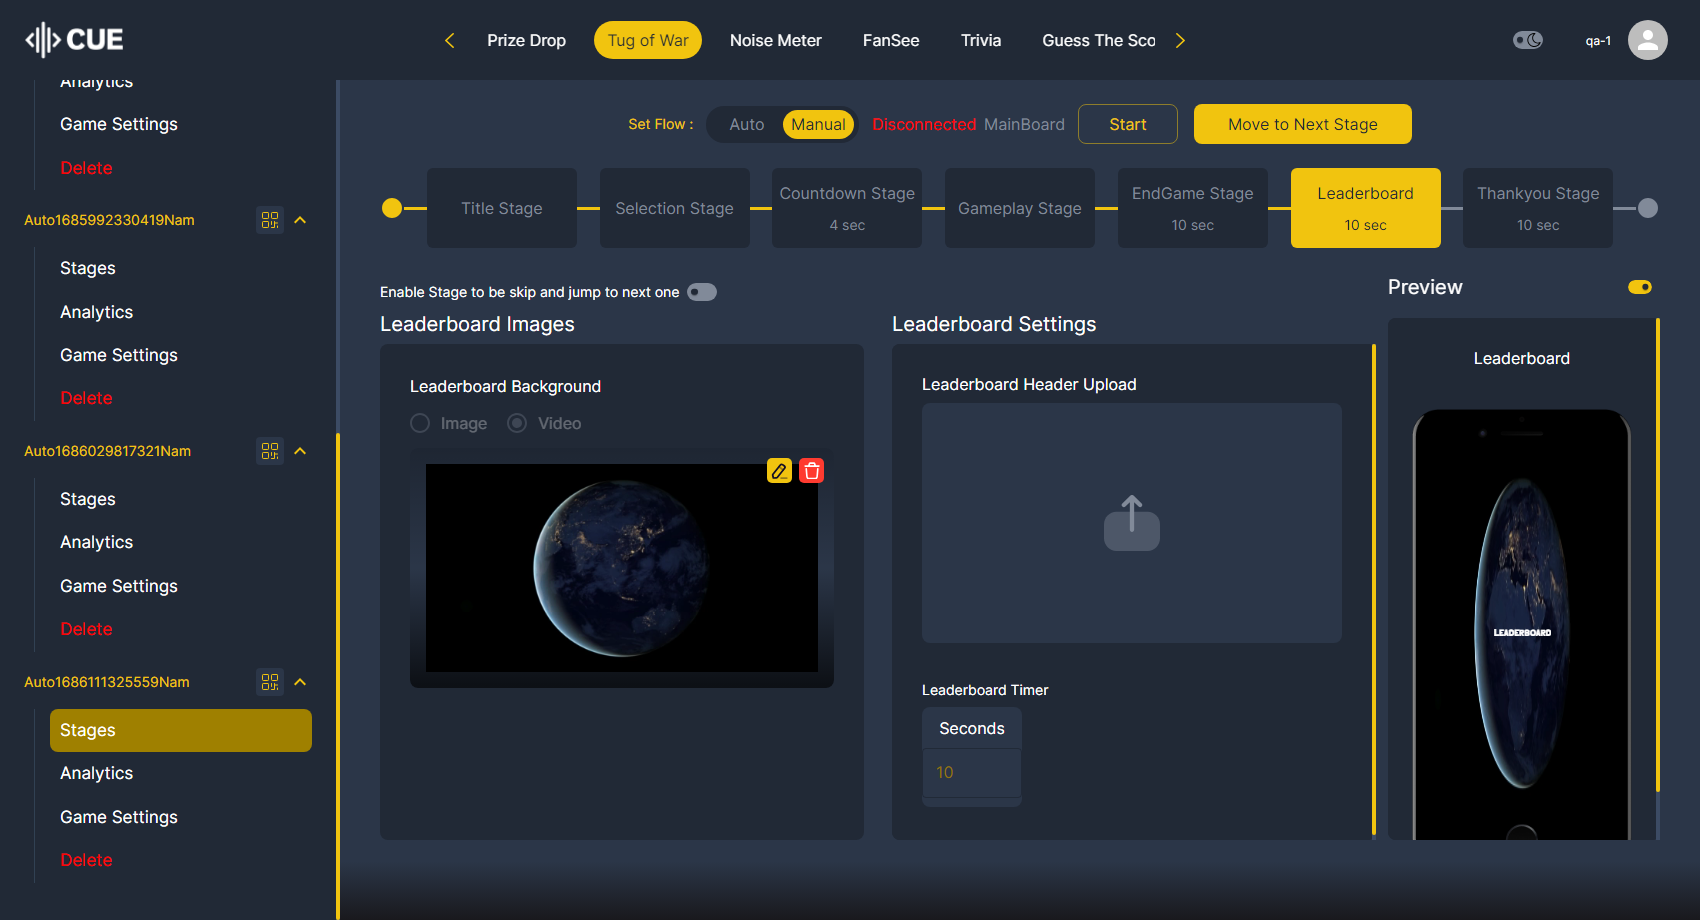 CUE
Prize Drop
Tug of War
Noise Meter
FanSee
Trivia
Guess The Sco
qa-1
Analytics
Game Settings
Delete
Auto1685992330419Nam
Stages
Analytics
Game Settings
Delete
Auto1686029817321Nam
Stages
Analytics
Game Settings
Delete
Auto1686111325559Nam
Stages
Analytics
Game Settings
Delete
Set Flow :
Auto
Manual
Disconnected MainBoard
Start
Move to Next Stage
Title Stage
Selection Stage
Countdown Stage
4 sec
Gameplay Stage
EndGame Stage
10 sec
Leaderboard
10 sec
Thankyou Stage
10 sec
Enable Stage to be skip and jump to next one
Leaderboard Images
Leaderboard Background
Image
Video
Leaderboard Settings
Leaderboard Header Upload
Leaderboard Timer
Seconds
10
Preview
Leaderboard
LEADERBOARD